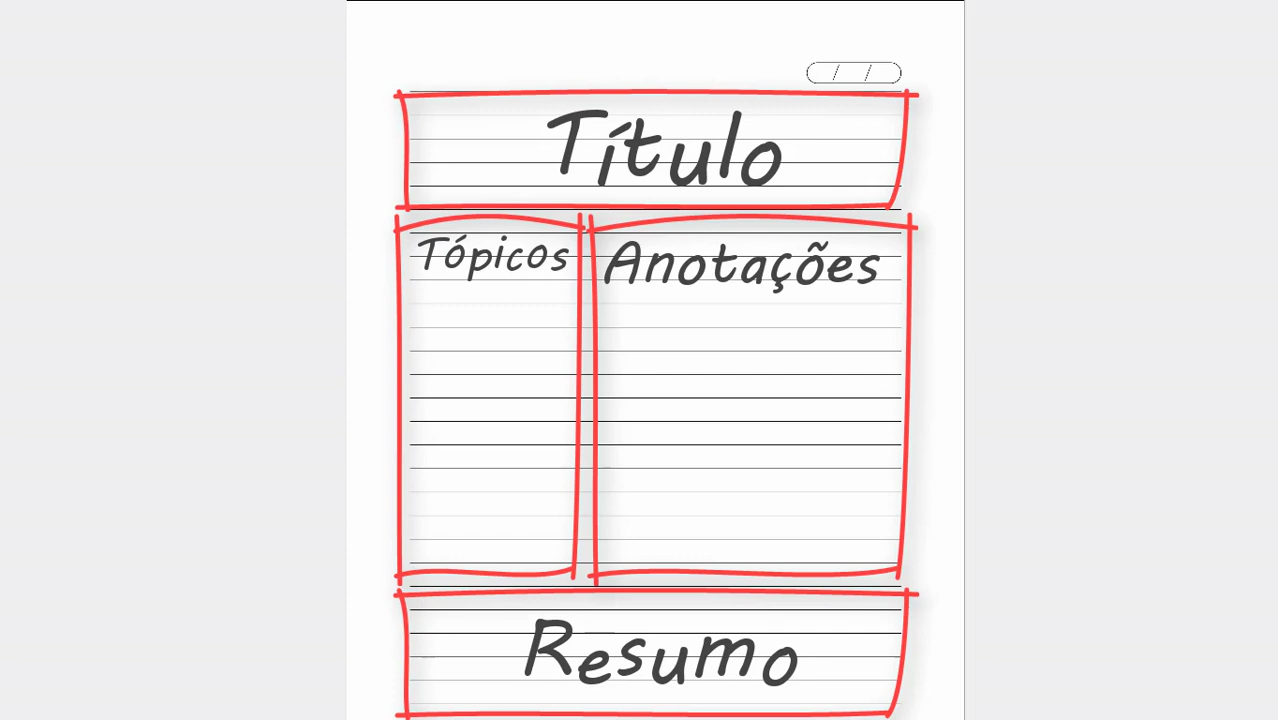 / /
Título
Tópicos
Anotações
Resumo